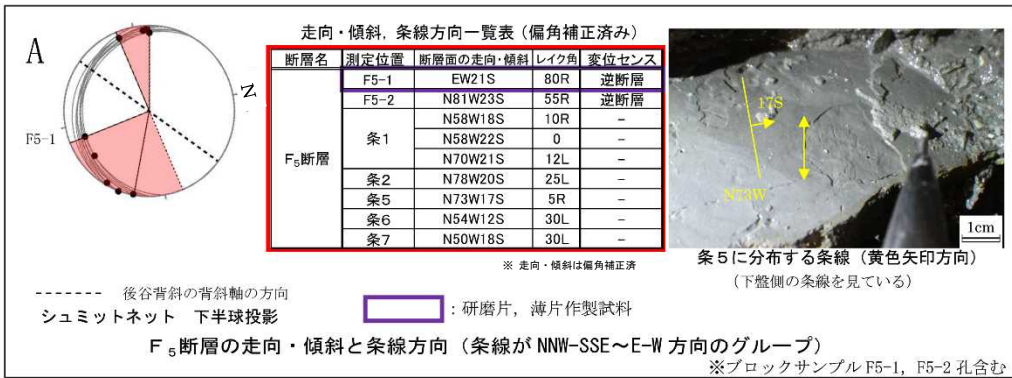 A
N
F5-1
走向・傾斜，条線方向一覧表（偏角補正済み）
断層名 測定位置 断層面の走向・傾斜 レイク角 変位センス
F₅断層
F5-1 EW21S 80R 逆断層
F5-2 N81W23S 55R 逆断層
条1 N58W18S 10R －
N58W22S 0 －
N70W21S 12L －
条2 N78W20S 25L －
条5 N73W17S 5R －
条6 N54W12S 30L －
条7 N50W18S 30L －
※ 走向・傾斜は偏角補正済
17S
N73W
1cm
条５に分布する条線（黄色矢印方向）
（下盤側の条線を見ている）
------- 後谷背斜の背斜軸の方向
シュミットネット　下半球投影
：研磨片，薄片作製試料
Ｆ₅断層の走向・傾斜と条線方向（条線が NNW-SSE～E-W 方向のグループ）
※ブロックサンプル F5-1，F5-2 孔含む